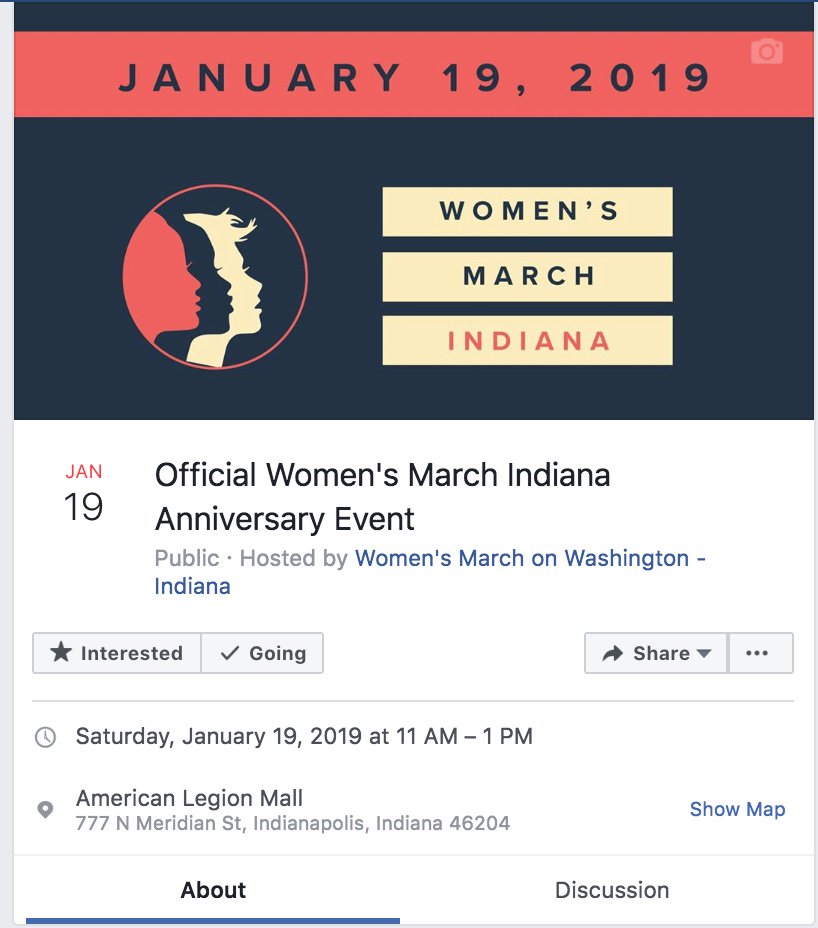 JANUARY 19, 2019
WOMEN'S
MARCH
INDIANA
JAN
19
Official Women's March Indiana
Anniversary Event
Public · Hosted by Women's March on Washington -
Indiana
Interested
Going
Share
Saturday, January 19, 2019 at 11 AM – 1 PM
American Legion Mall
777 N Meridian St, Indianapolis, Indiana 46204
Show Map
About
Discussion